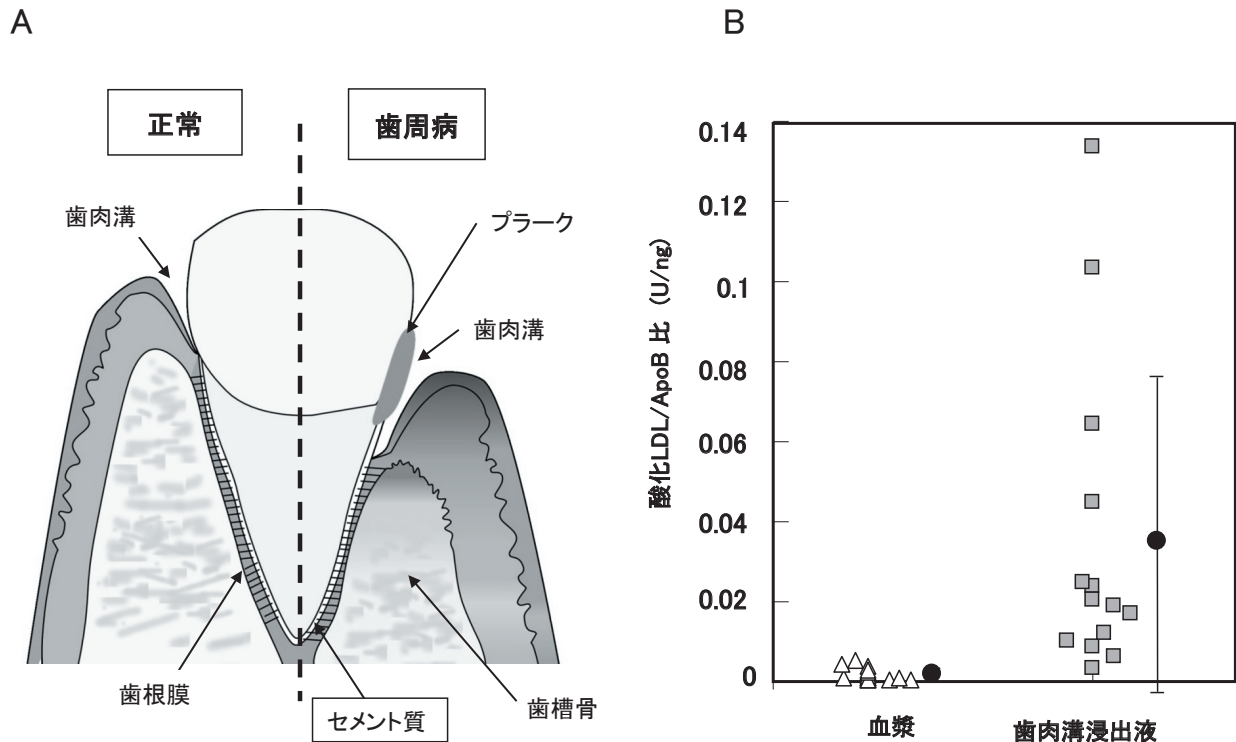 A
正常
歯周病
歯肉溝
プラーク
歯肉溝
歯根膜
セメント質
歯槽骨
B
酸化LDL/ApoB 比 (U/ng)
0.14
0.12
0.1
0.08
0.06
0.04
0.02
0
血漿
歯肉溝浸出液